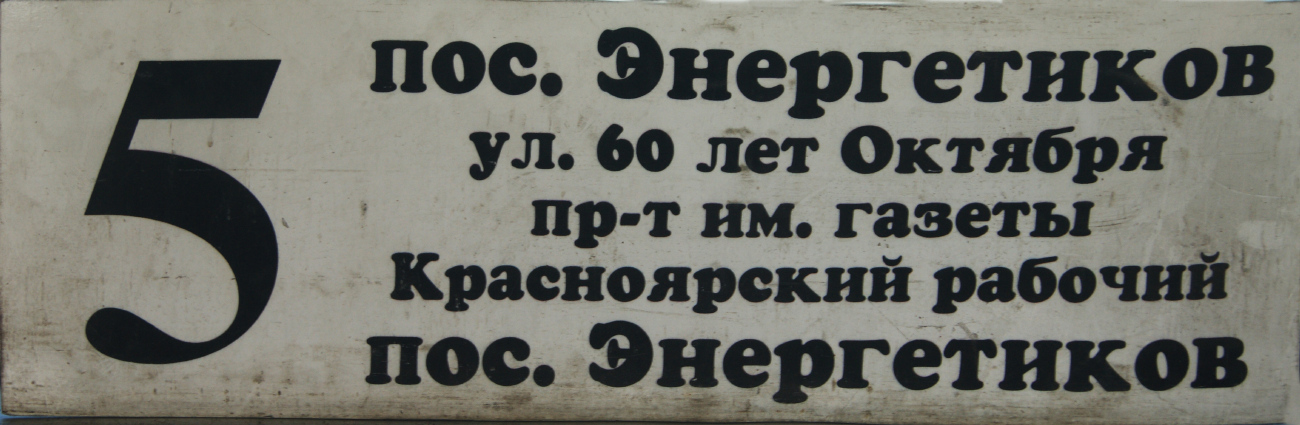 5
пос. Энергетиков
ул. 60 лет Октября
пр-т им. газеты
Красноярский рабочий
пос. Энергетиков